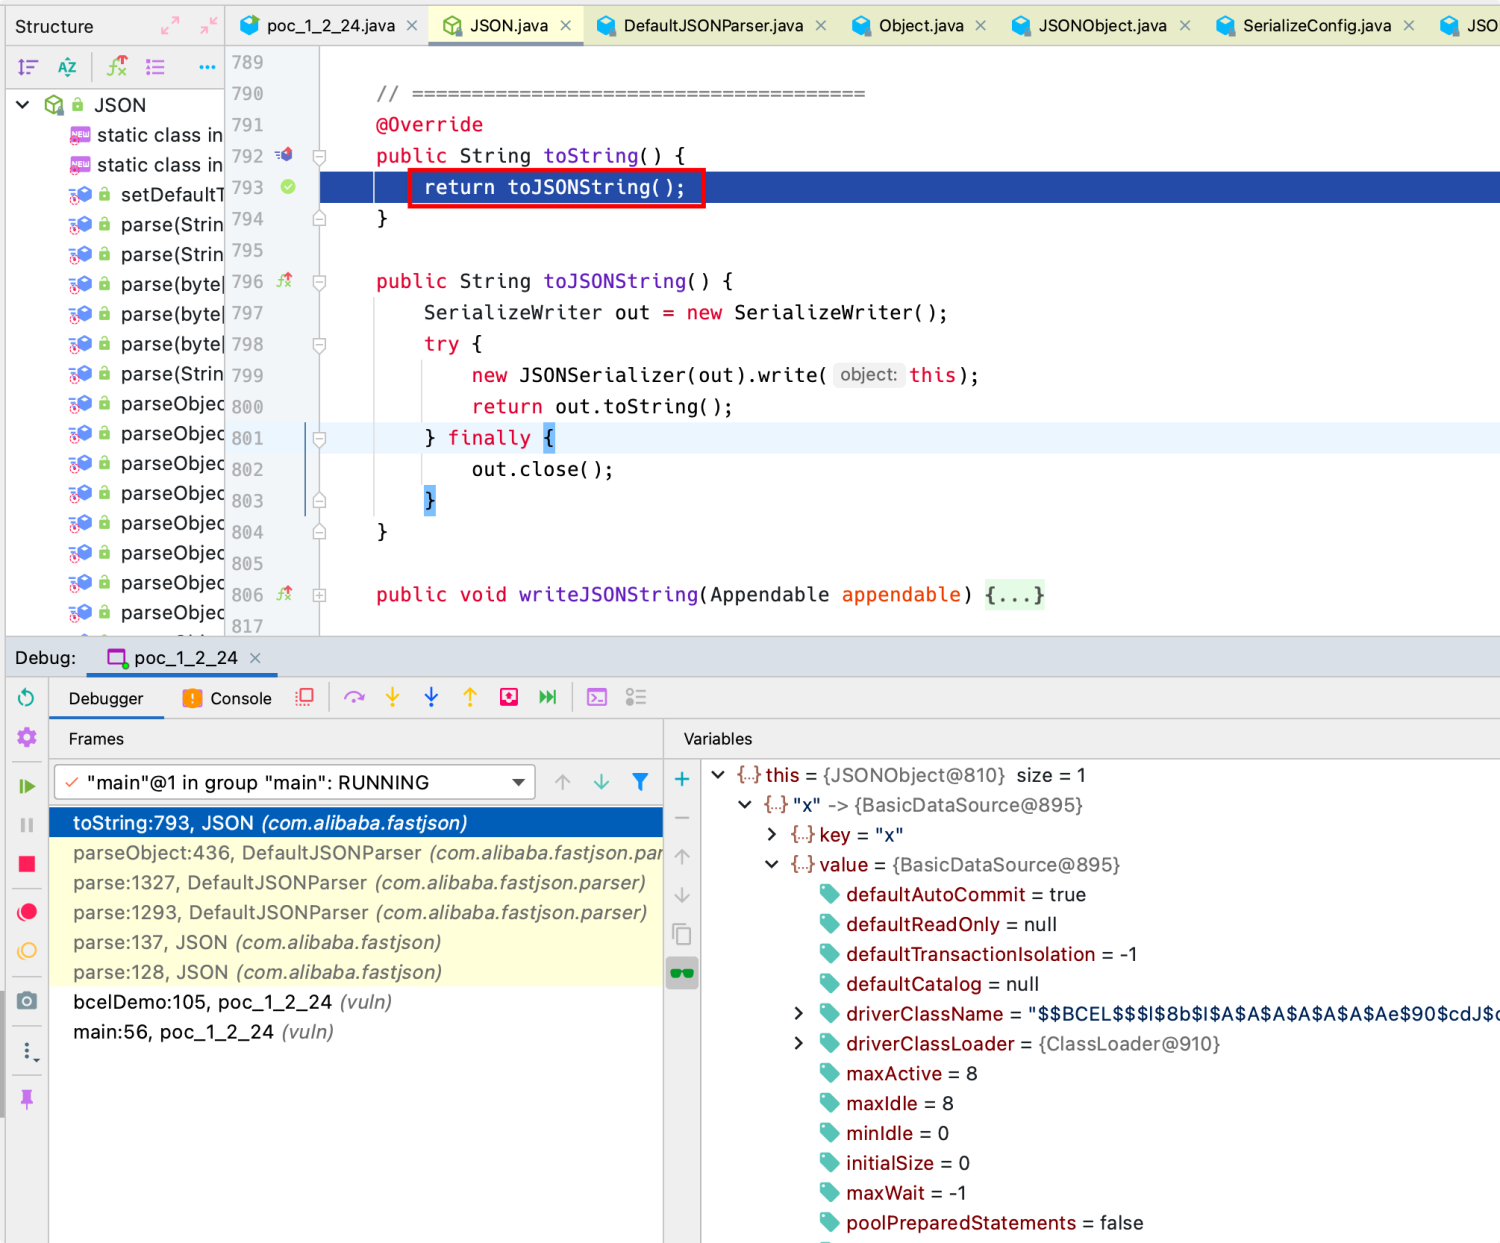 Structure
poc_1_2_24.java
JSON.java
DefaultJSONParser.java
Object.java
JSONObject.java
SerializeConfig.java
JSO
JSON
static class in
static class in
setDefaultT
parse(Strin
parse(Strin
parse(byte[
parse(byte[
parse(byte[
parse(Strin
parseObjec
parseObjec
parseObjec
parseObjec
parseObjec
parseObjec
parseObjec
parseObjec
789
790 // ======================================
791 @Override
792 public String toString() {
793 return toJSONString();
794 }
795
796 public String toJSONString() {
797 SerializeWriter out = new SerializeWriter();
798 try {
799 new JSONSerializer(out).write( object: this);
800 return out.toString();
801 } finally {
802 out.close();
803 }
804 }
805
806 public void writeJSONString(Appendable appendable) {...}
817
Debug: poc_1_2_24
Debugger Console
Frames
"main"@1 in group "main": RUNNING
toString:793, JSON (com.alibaba.fastjson)
parseObject:436, DefaultJSONParser (com.alibaba.fastjson.par
parse:1327, DefaultJSONParser (com.alibaba.fastjson.parser)
parse:1293, DefaultJSONParser (com.alibaba.fastjson.parser)
parse:137, JSON (com.alibaba.fastjson)
parse:128, JSON (com.alibaba.fastjson)
bcelDemo:105, poc_1_2_24 (vuln)
main:56, poc_1_2_24 (vuln)
Variables
this = {JSONObject@810} size = 1
"x" -> {BasicDataSource@895}
key = "x"
value = {BasicDataSource@895}
defaultAutoCommit = true
defaultReadOnly = null
defaultTransactionIsolation = -1
defaultCatalog = null
driverClassName = "$$BCEL$$$l$8b$I$A$A$A$A$A$A$Ae$90$cdJ$c
driverClassLoader = {ClassLoader@910}
maxActive = 8
maxIdle = 8
minIdle = 0
initialSize = 0
maxWait = -1
poolPreparedStatements = false